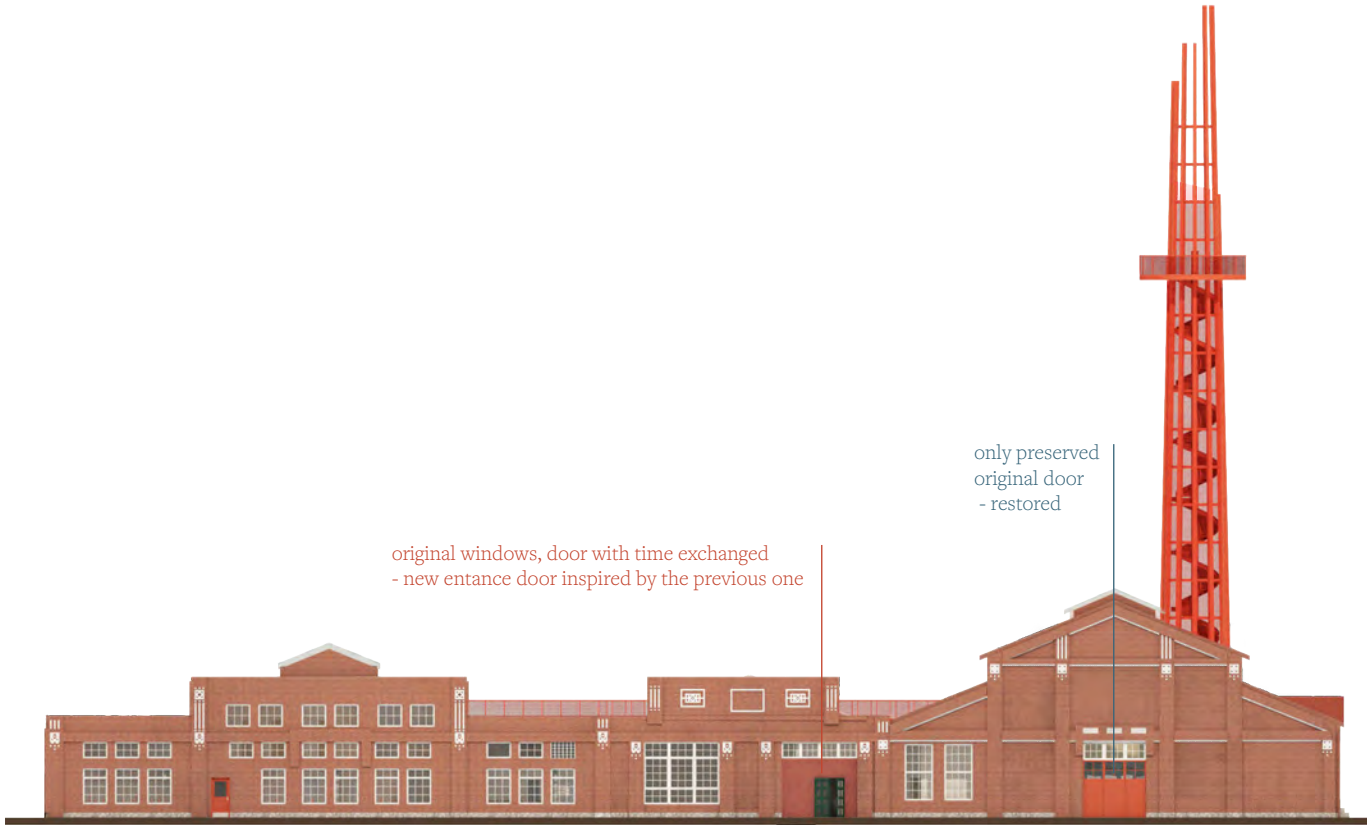 only preserved
original door
- restored
original windows, door with time exchanged
- new entance door inspired by the previous one